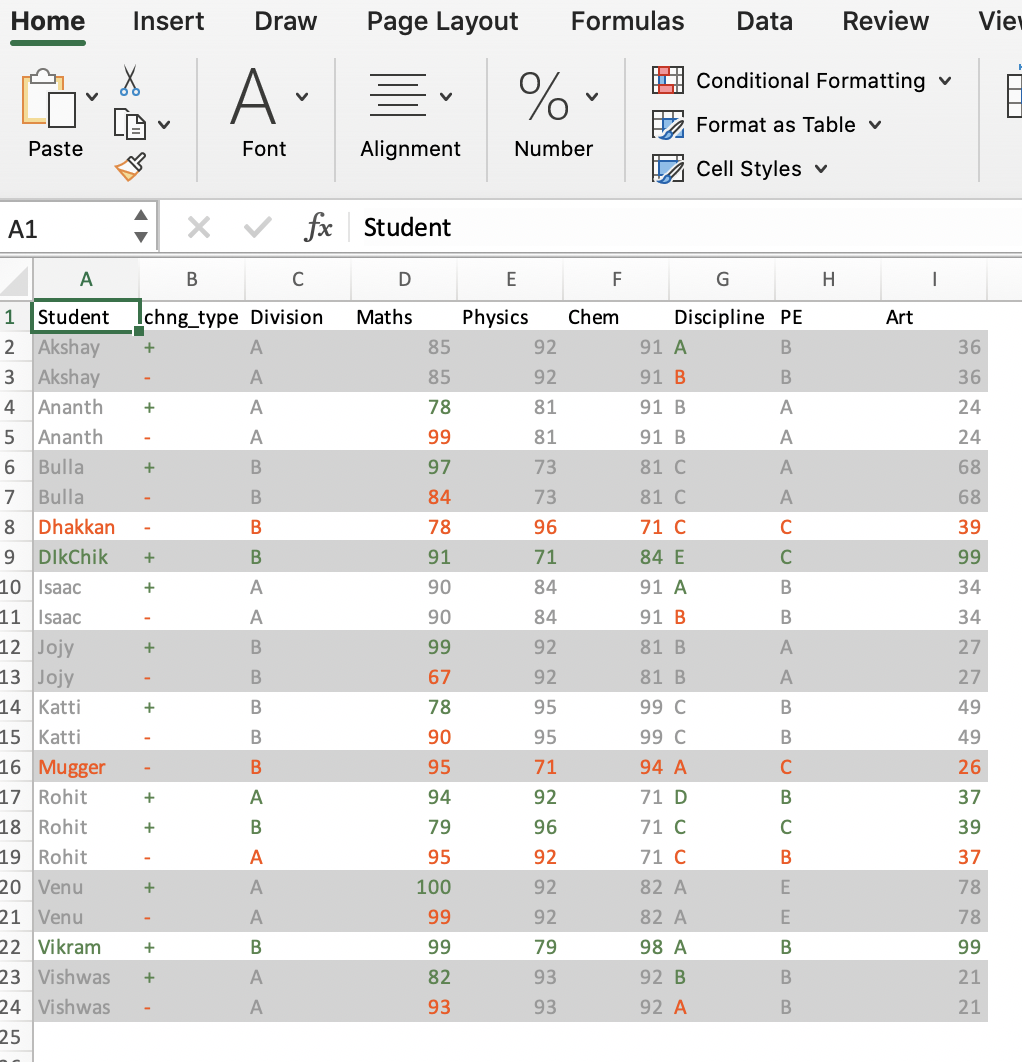 Home Insert Draw Page Layout Formulas Data Review
Paste Font Alignment Number Conditional Formatting
Format as Table
Cell Styles
A1 fx Student
A B C D E F G H I
1 Student chng_type Division Maths Physics Chem Discipline PE Art
2 Akshay + A 85 92 91 A B 36
3 Akshay - A 85 92 91 B B 36
4 Ananth + A 78 81 91 B A 24
5 Ananth - A 99 81 91 B A 24
6 Bulla + B 97 73 81 C A 68
7 Bulla - B 84 73 81 C A 68
8 Dhakkan - B 78 96 71 C C 39
9 DIkChik + B 91 71 84 E C 99
10 Isaac + A 90 84 91 A B 34
11 Isaac - A 90 84 91 B B 34
12 Jojy + B 99 92 81 B A 27
13 Jojy - B 67 92 81 B A 27
14 Katti + B 78 95 99 C B 49
15 Katti - B 90 95 99 C B 49
16 Mugger - B 95 71 94 A C 26
17 Rohit + A 94 92 71 D B 37
18 Rohit + B 79 96 71 C C 39
19 Rohit - A 95 92 71 C B 37
20 Venu + A 100 92 82 A E 78
21 Venu - A 99 92 82 A E 78
22 Vikram + B 99 79 98 A B 99
23 Vishwas + A 82 93 92 B B 21
24 Vishwas - A 93 93 92 A B 21
25